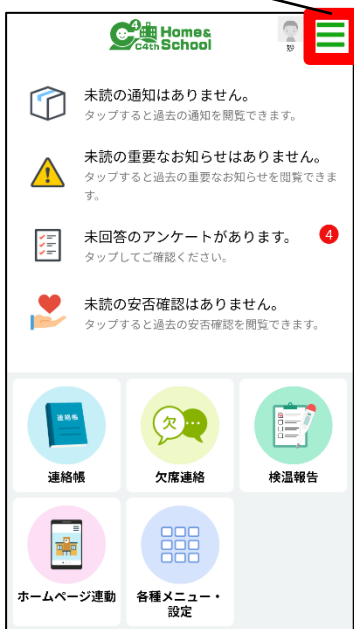 C4 Home&
C4th School
妙
未読の通知はありません。
タップすると過去の通知を閲覧できます。
未読の重要なお知らせはありません。
タップすると過去の重要なお知らせを閲覧できま
す。
未回答のアンケートがあります。 4
タップしてご確認ください。
未読の安否確認はありません。
タップすると過去の安否確認を閲覧できます。
連絡帳
欠
連絡帳
欠席連絡
検温報告
ホームページ連動
各種メニュー・
設定